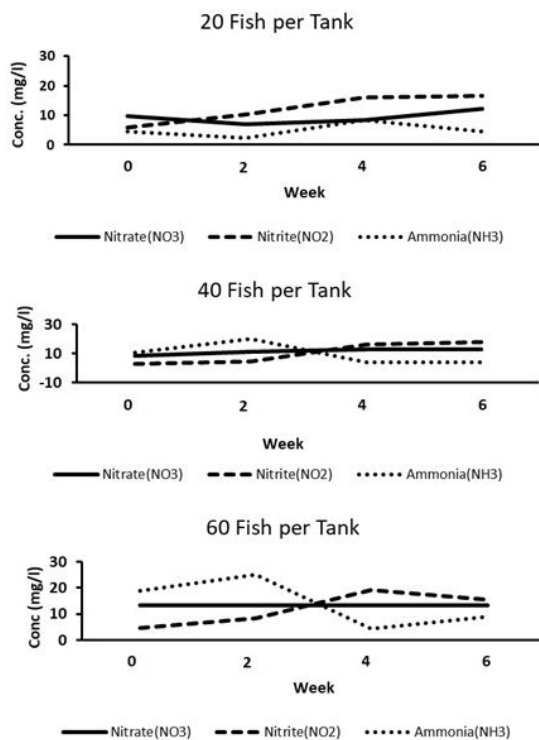 20 Fish per Tank
Conc. (mg/l)
30
20
10
0
0 2 4 6
Week
Nitrate(NO3) Nitrite(NO2) Ammonia(NH3)
40 Fish per Tank
Conc. (mg/l)
30
10
-10
0 2 4 6
Week
Nitrate(NO3) Nitrite(NO2) Ammonia(NH3)
60 Fish per Tank
Conc (mg/l)
30
20
10
0
0 2 4 6
Week
Nitrate(NO3) Nitrite(NO2) Ammonia(NH3)